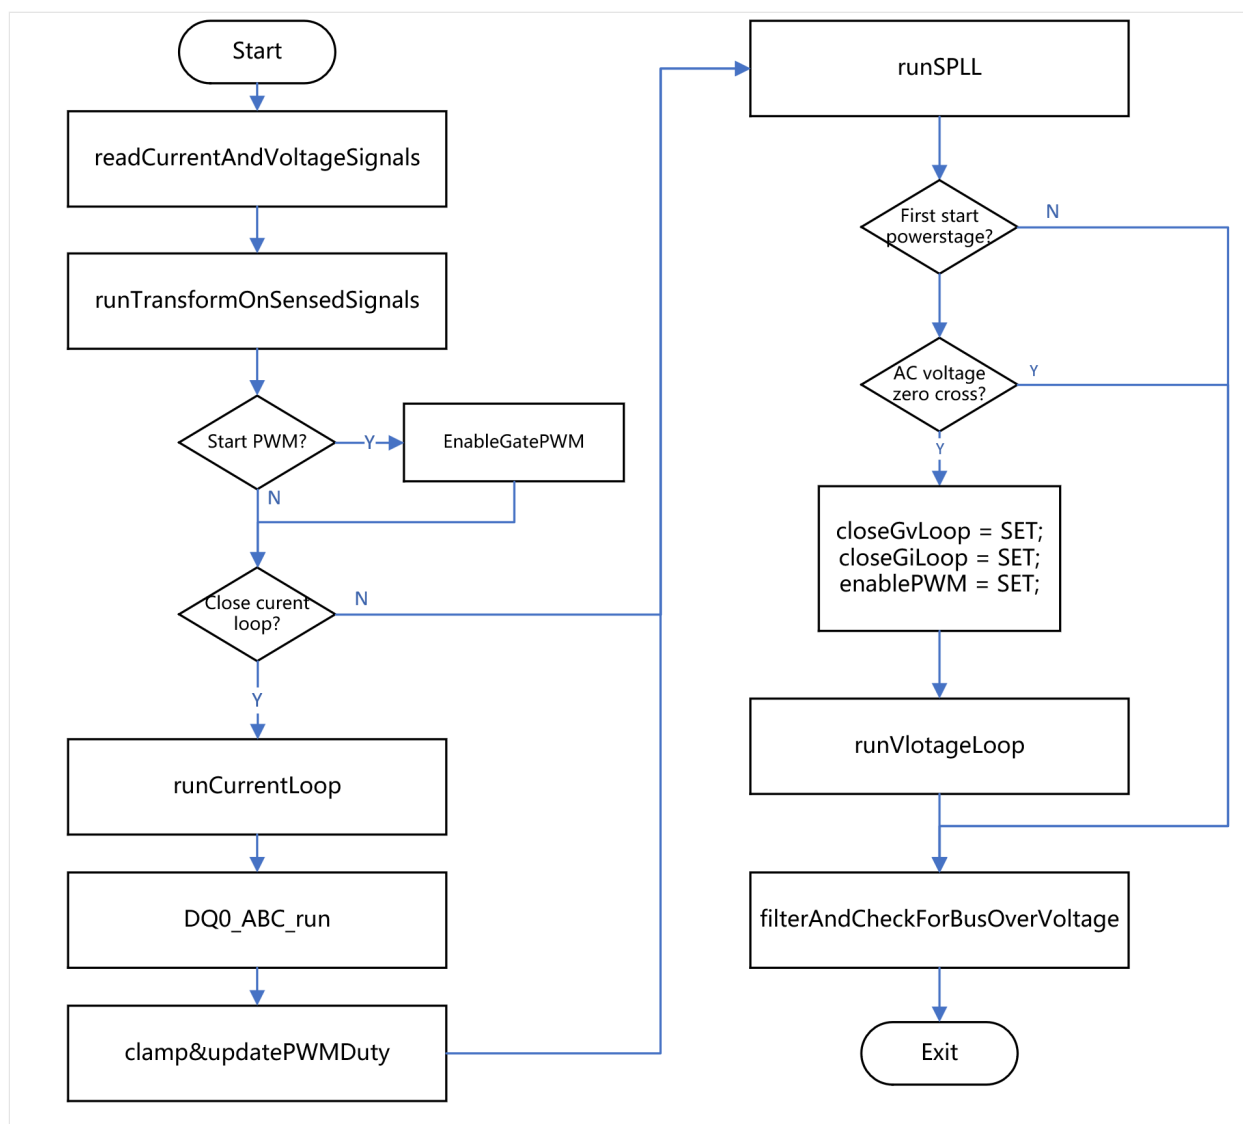 Start
readCurrentAndVoltageSignals
runTransformOnSensedSignals
Start PWM?
Y
EnableGatePWM
N
Close curent
loop?
N
Y
runCurrentLoop
DQ0_ABC_run
clamp&updatePWMDuty
runSPLL
First start
powerstage?
N
AC voltage
zero cross?
Y
Y
closeGvLoop = SET;
closeGiLoop = SET;
enablePWM = SET;
runVlotageLoop
filterAndCheckForBusOverVoltage
Exit